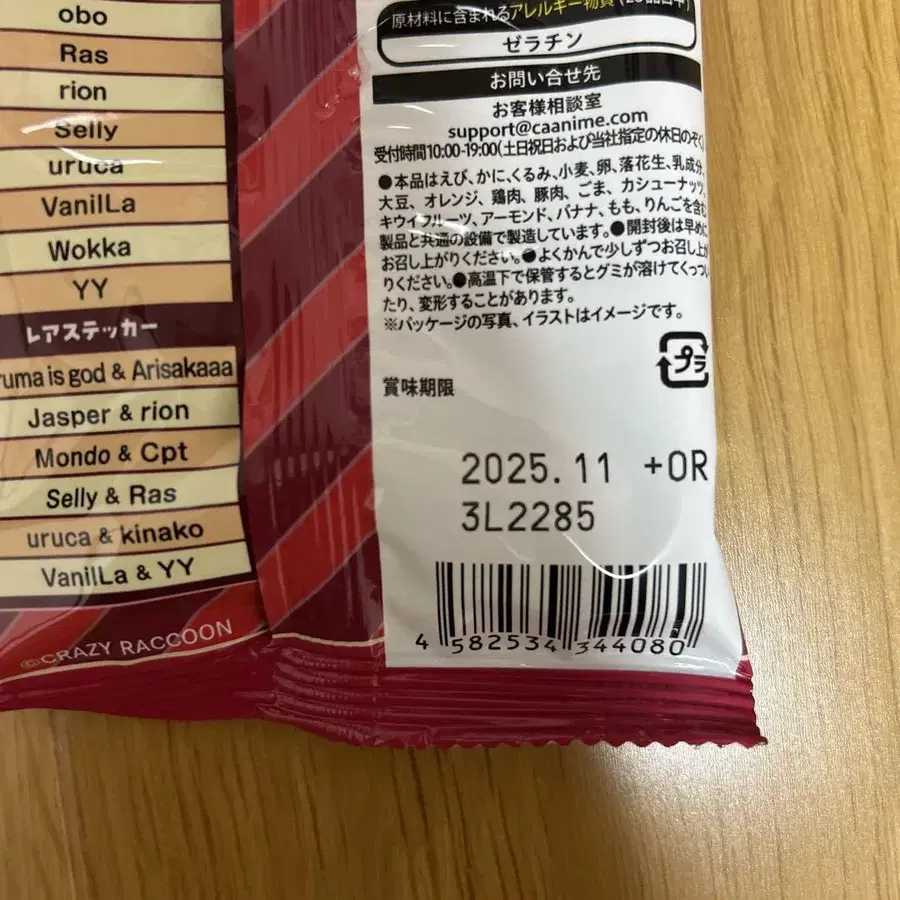 obo
Ras
rion
Selly
uruca
VanilLa
Wokka
YY
レアステッカー
ruma is god & Arisakaaa
Jasper & rion
Mondo & Cpt
Selly & Ras
uruca & kinako
VanilLa & YY
©CRAZY RACCOON
原材料に含まれるアレルギー物質
ゼラチン
お問い合せ先
お客様相談室
support@caanime.com
受付時間10:00-19:00(土日祝日および当社指定の休日のぞく)
●本品はえび、かに、くるみ、小麦、卵、落花生、乳成分、
大豆、オレンジ、鶏肉、豚肉、ごま、カシューナッツ、
キウイフルーツ、アーモンド、バナナ、もも、りんごを含む
製品と共通の設備で製造しています。●開封後は早めに
お召し上がりください。●よくかんで少しずつお召し上が
りください。●高温下で保管するとグミが溶けてくっつい
たり、変形することがあります。
※パッケージの写真、イラストはイメージです。
プラ
賞味期限
2025.11 +OR
3L2285
4 582534 344080